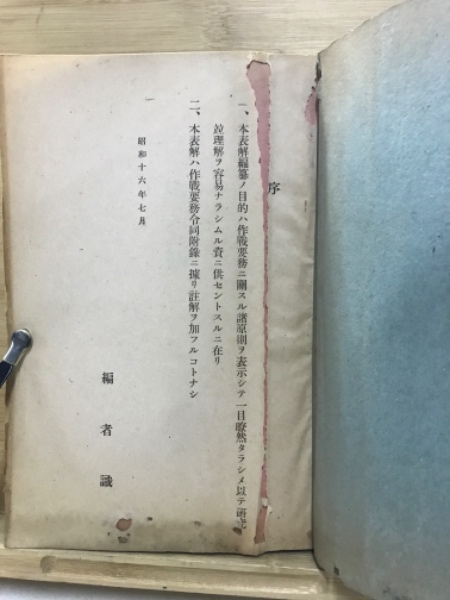 序
一、本表解編纂ノ目的ハ作戰要務ニ關スル諸原則ヲ表示シテ一目瞭然タラシメ以テ研究
竝理解ヲ容易ナラシムル資ニ供セントスルニ在リ
二、本表解ハ作戰要務令同附錄ニ據リ註解ヲ加フルコトナシ
昭和十六年七月
編者識